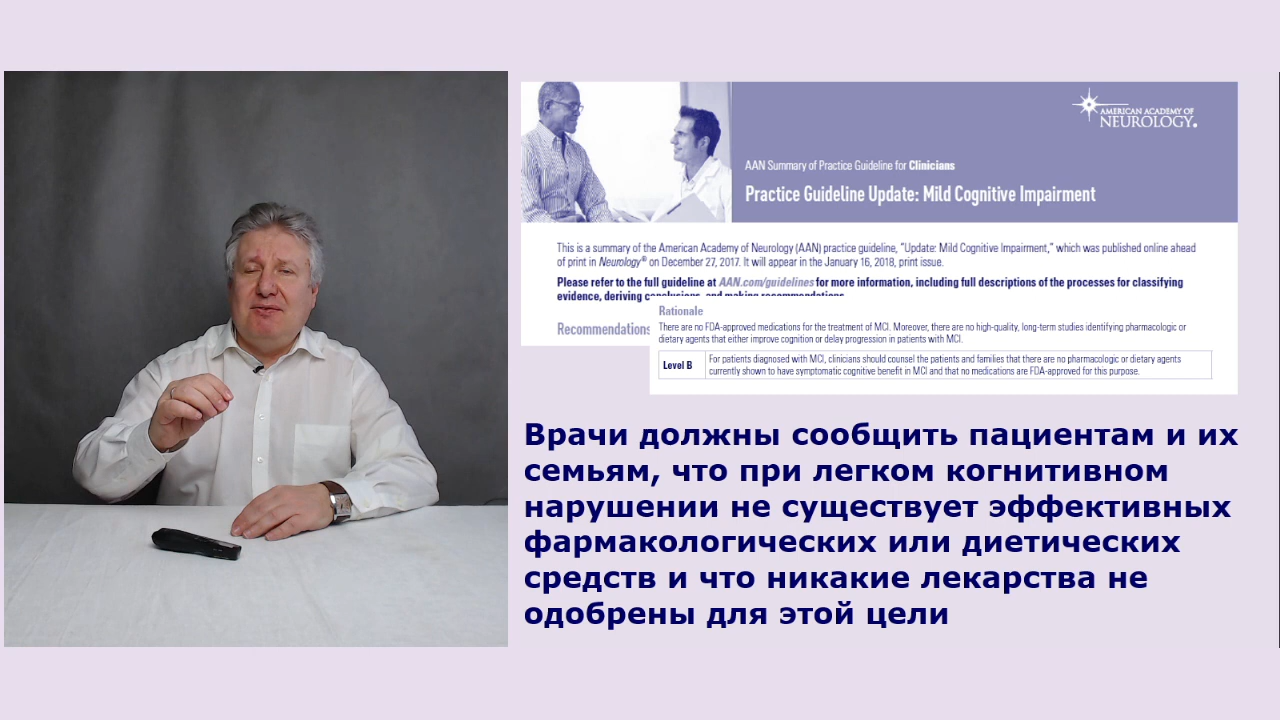 AMERICAN ACADEMY OF
NEUROLOGY.
AAN Summary of Practice Guideline for Clinicians
Practice Guideline Update: Mild Cognitive Impairment
This is a summary of the American Academy of Neurology (AAN) practice guideline, "Update: Mild Cognitive Impairment," which was published online ahead
of print in Neurology® on December 27, 2017. It will appear in the January 16, 2018, print issue.
Please refer to the full guideline at AAN.com/guidelines for more information, including full descriptions of the processes for classifying
evidence, deriving conclusions, and making recommendations.
Recommendations
Rationale
There are no FDA-approved medications for the treatment of MCI. Moreover, there are no high-quality, long-term studies identifying pharmacologic or
dietary agents that either improve cognition or delay progression in patients with MCI.
Level B
For patients diagnosed with MCI, clinicians should counsel the patients and families that there are no pharmacologic or dietary agents
currently shown to have symptomatic cognitive benefit in MCI and that no medications are FDA-approved for this purpose.
Врачи должны сообщить пациентам и их
семьям, что при легком когнитивном
нарушении не существует эффективных
фармакологических или диетических
средств и что никакие лекарства не
одобрены для этой цели